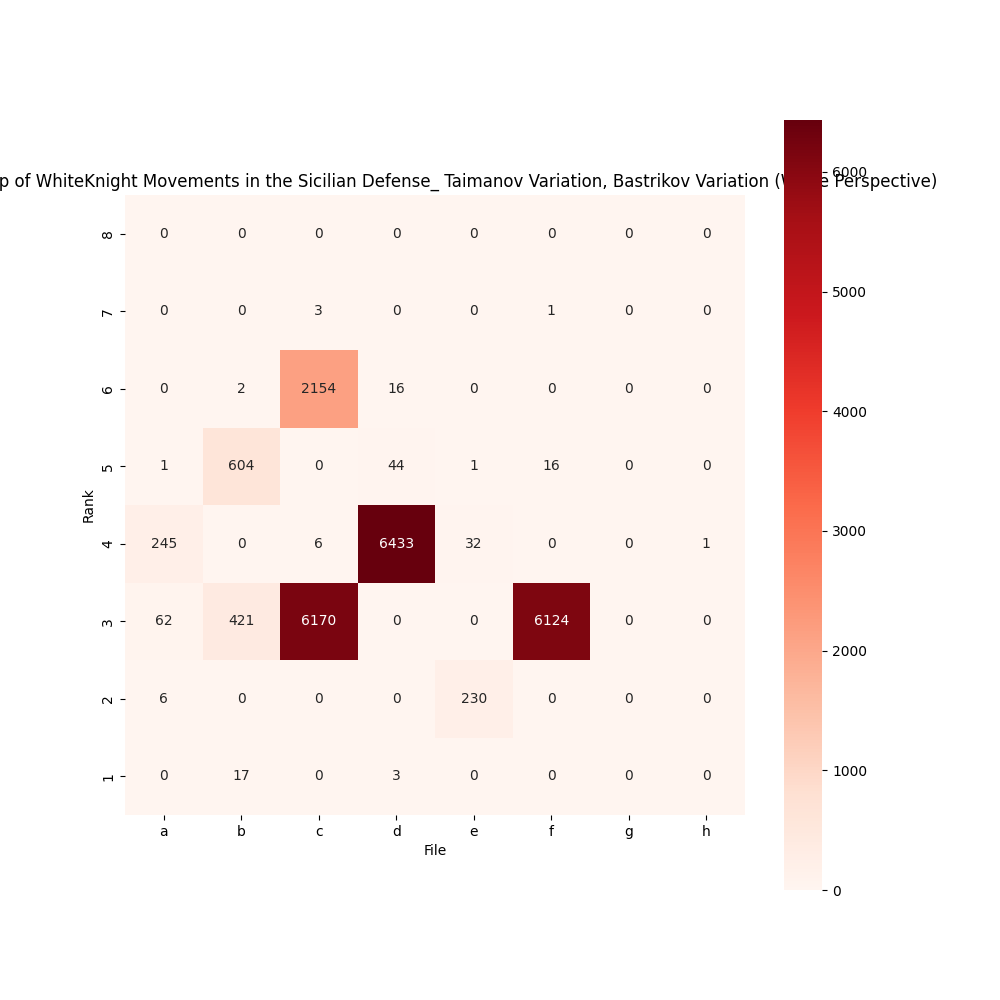 p of WhiteKnight Movements in the Sicilian Defense_ Taimanov Variation, Bastrikov Variation (W e Perspective)
8 0 0 0 0 0 0 0 0
7 0 0 3 0 0 1 0 0
6 0 2 2154 16 0 0 0 0
5 1 604 0 44 1 16 0 0
4 245 0 6 6433 32 0 0 1
3 62 421 6170 0 0 6124 0 0
2 6 0 0 0 230 0 0 0
1 0 17 0 3 0 0 0 0
a b c d e f g h
File
Rank
6000
5000
4000
3000
2000
1000
0